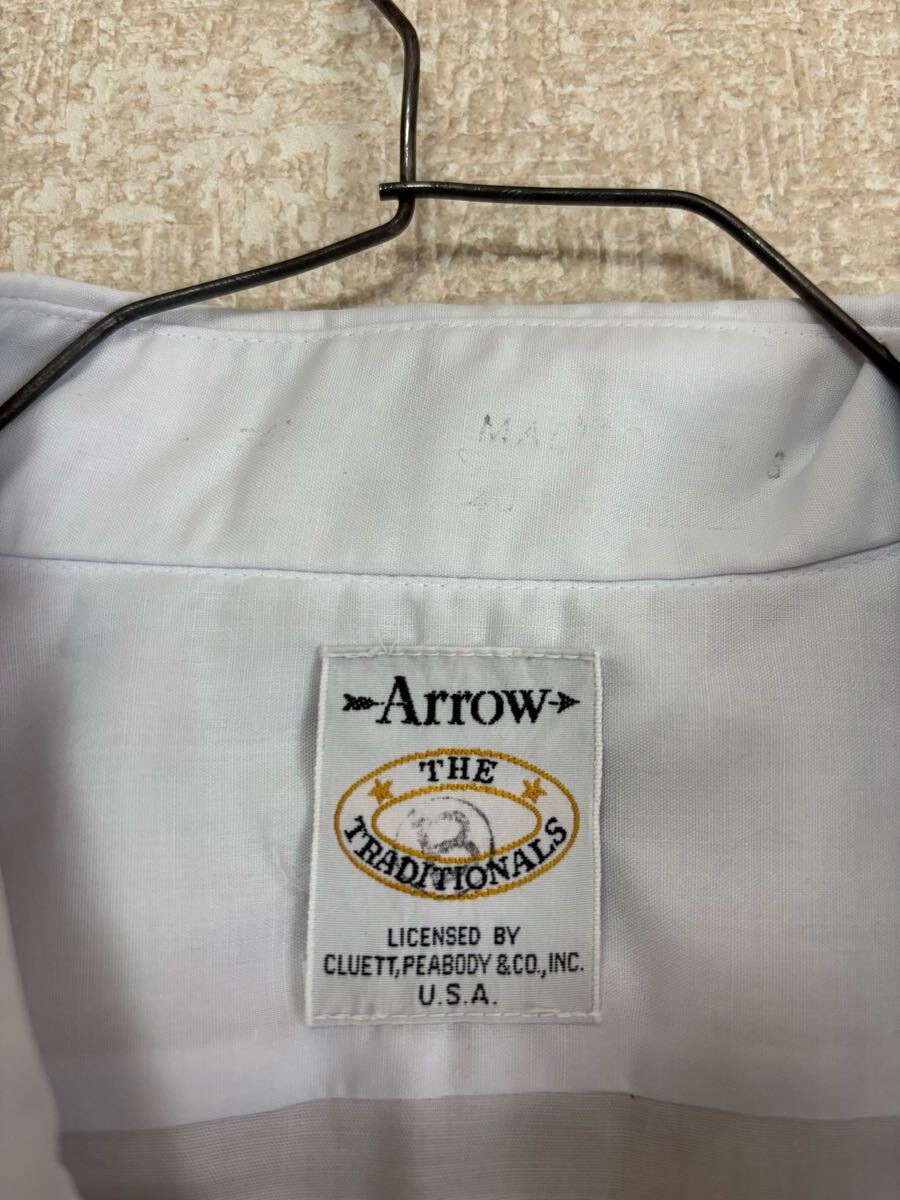 Arrow
THE
TRADITIONALS
LICENSED BY
CLUETT, PEABODY & CO., INC.
U.S.A.